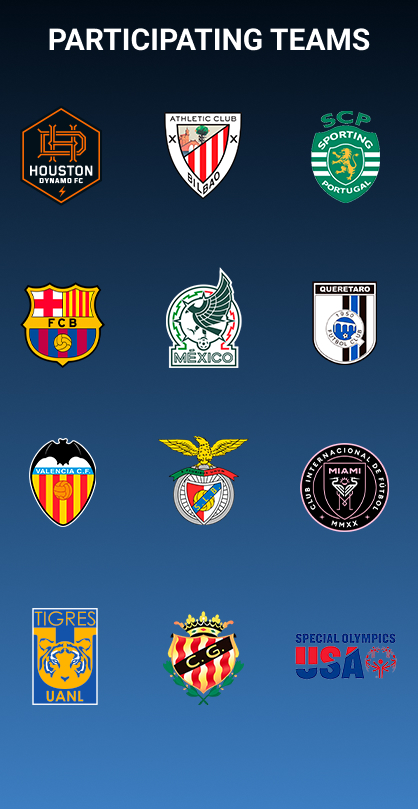 PARTICIPATING TEAMS
HOUSTON
DYNAMO FC
ATHLETIC CLUB
BILBAO
SCP
SPORTING
PORTUGAL
FCB
MÉXICO
QUERETARO
1950
FUTBOL CLUB
VALENCIA C.F.
CLUB INTERNACIONAL DE FÚTBOL
MIAMI
MMXX
TIGRES
UANL
C. G.
SPECIAL OLYMPICS
USA